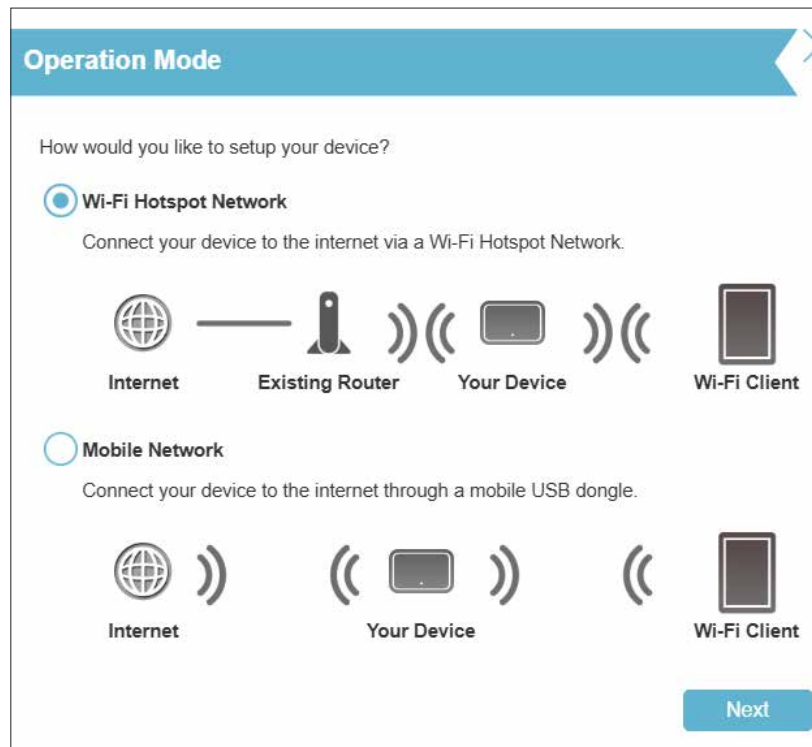 Operation Mode
How would you like to setup your device?
Wi-Fi Hotspot Network
Connect your device to the internet via a Wi-Fi Hotspot Network.
Internet Existing Router Your Device Wi-Fi Client
Mobile Network
Connect your device to the internet through a mobile USB dongle.
Internet Your Device Wi-Fi Client
Next